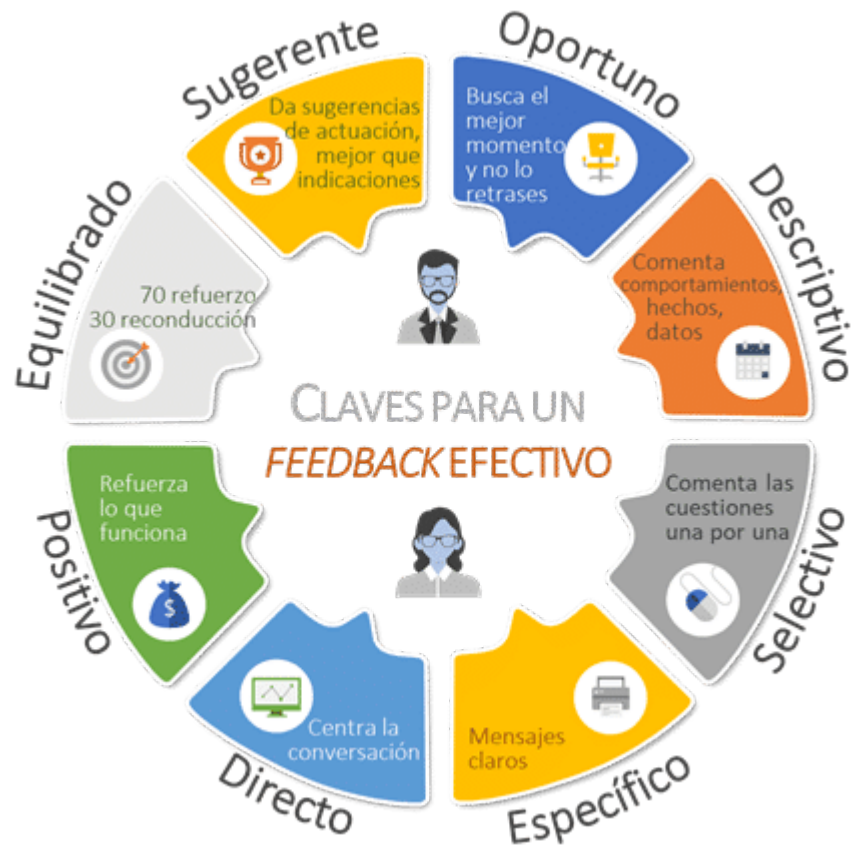 CLAVES PARA UN
FEEDBACK EFECTIVO
Oportuno
Busca el
mejor
momento
y no lo
retrases
Descriptivo
Comenta
comportamientos,
hechos,
datos
Selectivo
Comenta las
cuestiones
una por una
Específico
Mensajes
claros
Directo
Centra la
conversación
Positivo
Refuerza
lo que
funciona
$
Equilibrado
70 refuerzo
30 reconducción
Sugerente
Da sugerencias
de actuación,
mejor que
indicaciones